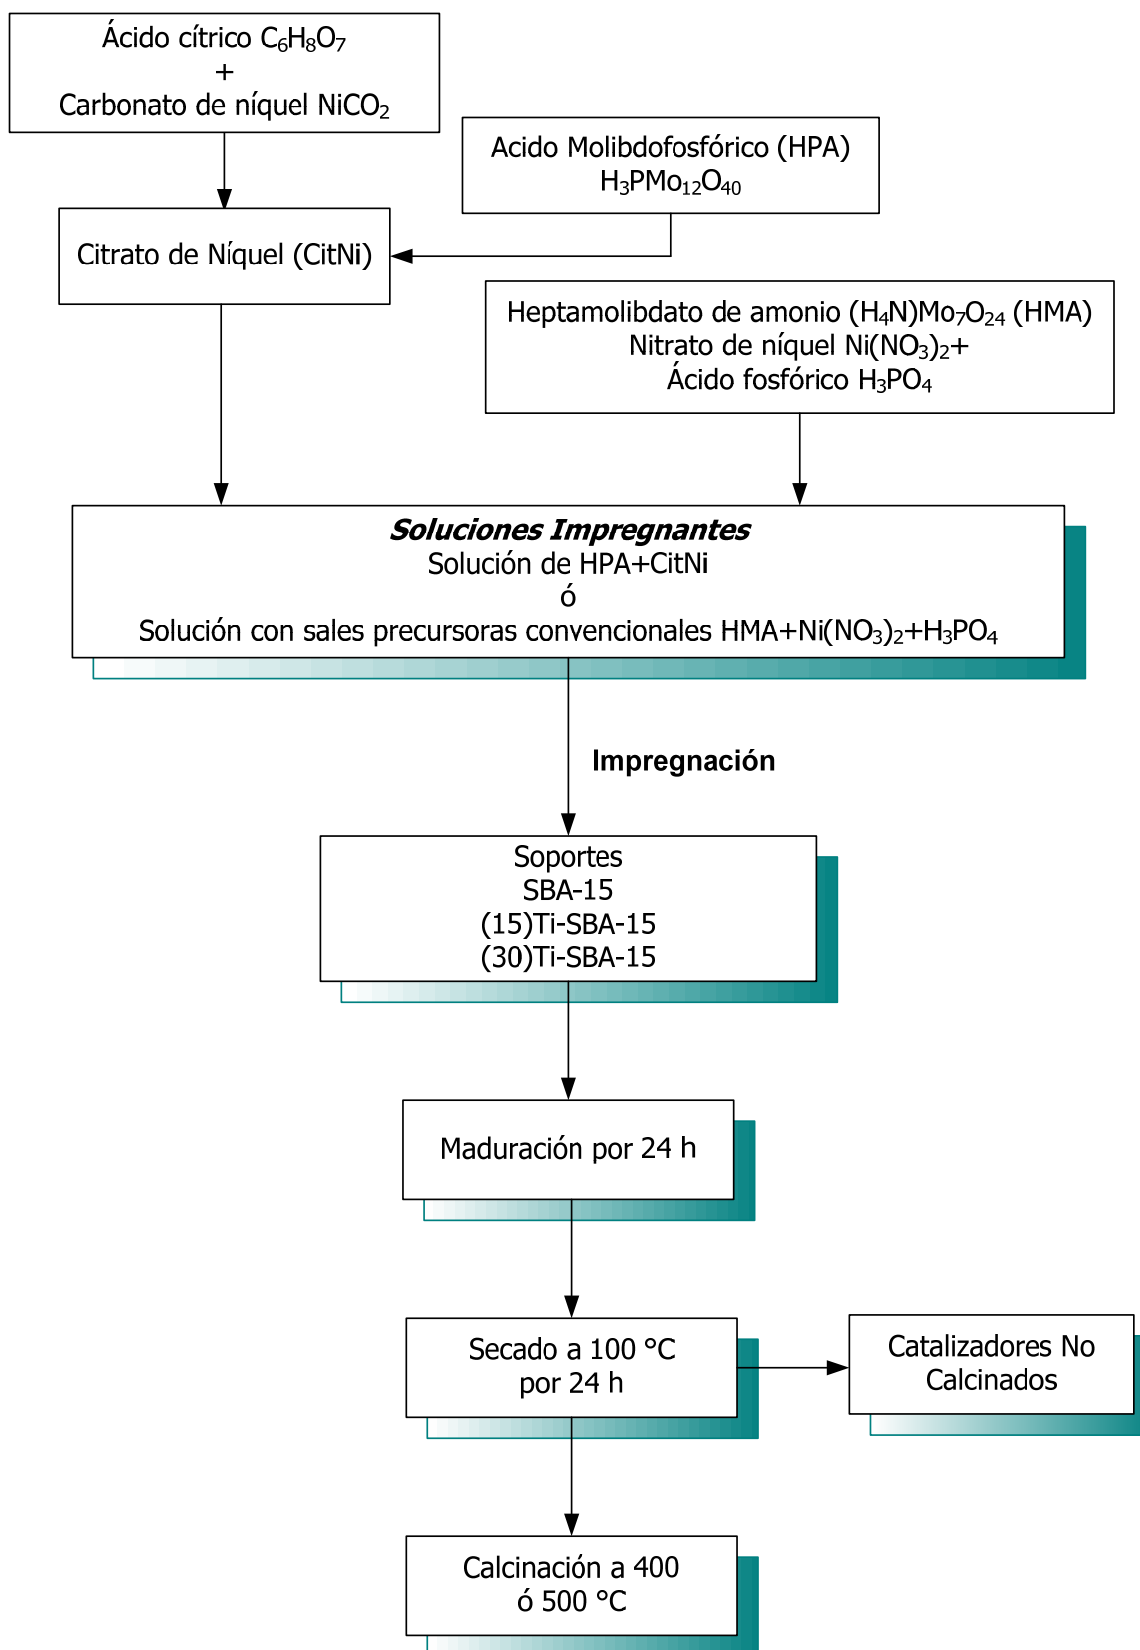 Ácido cítrico C₆H₈O₇
+
Carbonato de níquel NiCO₂
Acido Molibdofosfórico (HPA)
H₃PMo₁₂O₄₀
Citrato de Níquel (CitNi)
Heptamolibdato de amonio (H₄N)Mo₇O₂₄ (HMA)
Nitrato de níquel Ni(NO₃)₂+
Ácido fosfórico H₃PO₄
Soluciones Impregnantes
Solución de HPA+CitNi
ó
Solución con sales precursoras convencionales HMA+Ni(NO₃)₂+H₃PO₄
Impregnación
Soportes
SBA-15
(15)Ti-SBA-15
(30)Ti-SBA-15
Maduración por 24 h
Secado a 100 °C
por 24 h
Catalizadores No
Calcinados
Calcinación a 400
ó 500 °C